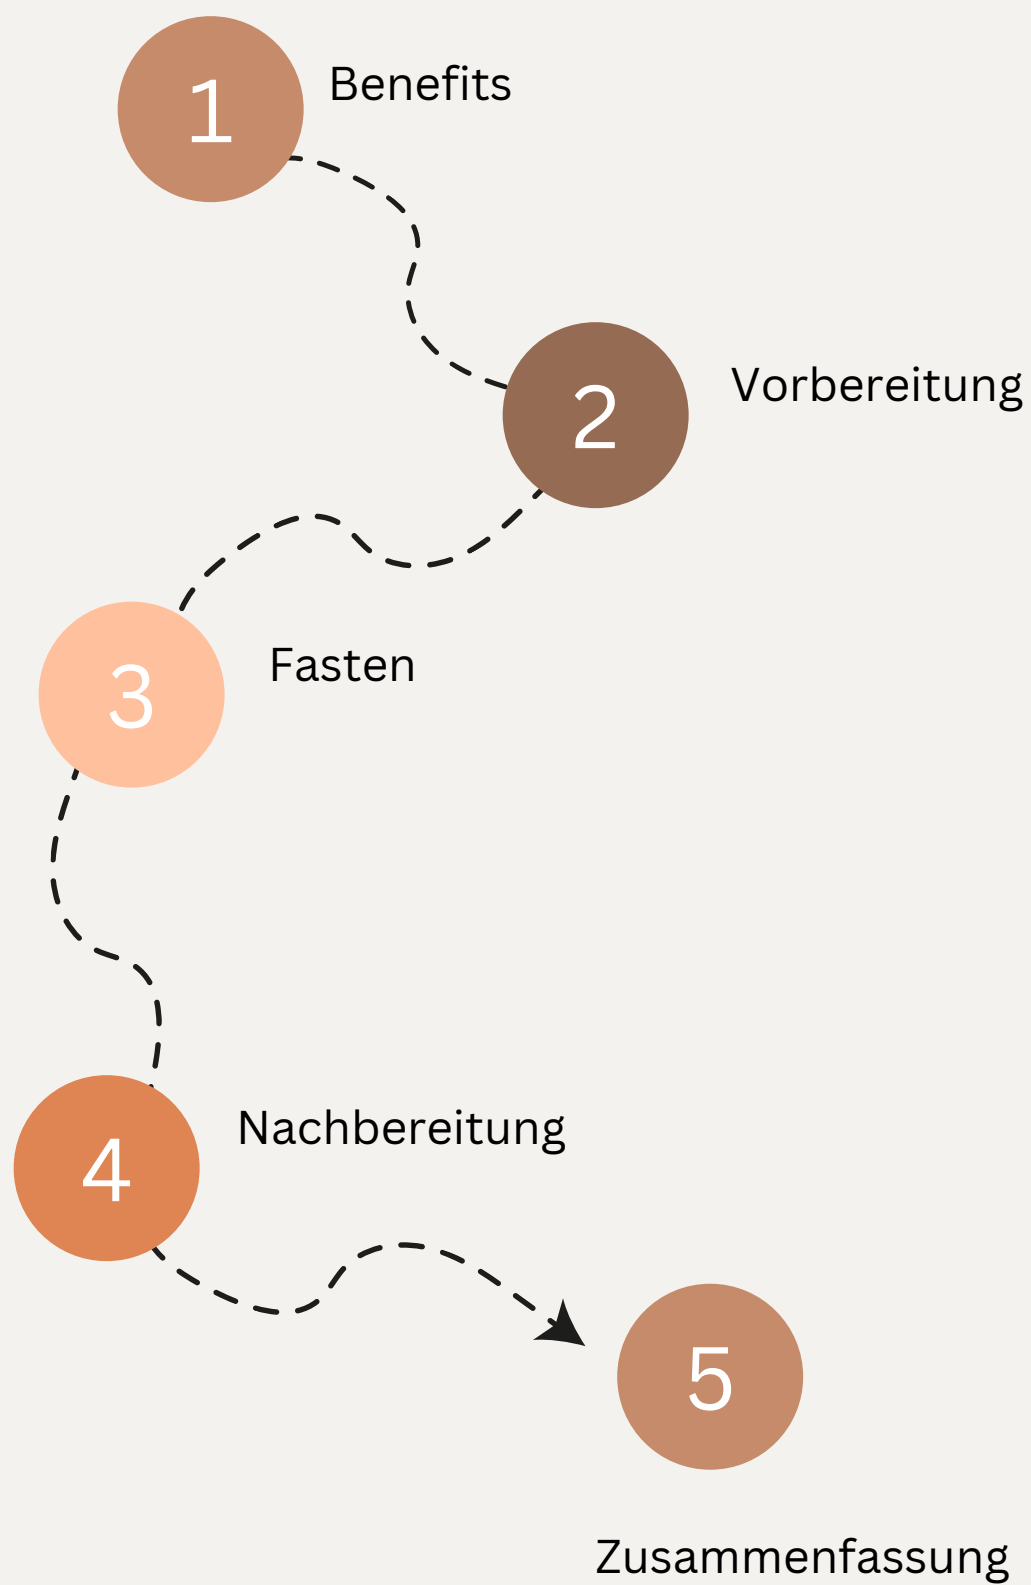 1
Benefits
2
Vorbereitung
3
Fasten
4
Nachbereitung
5
Zusammenfassung